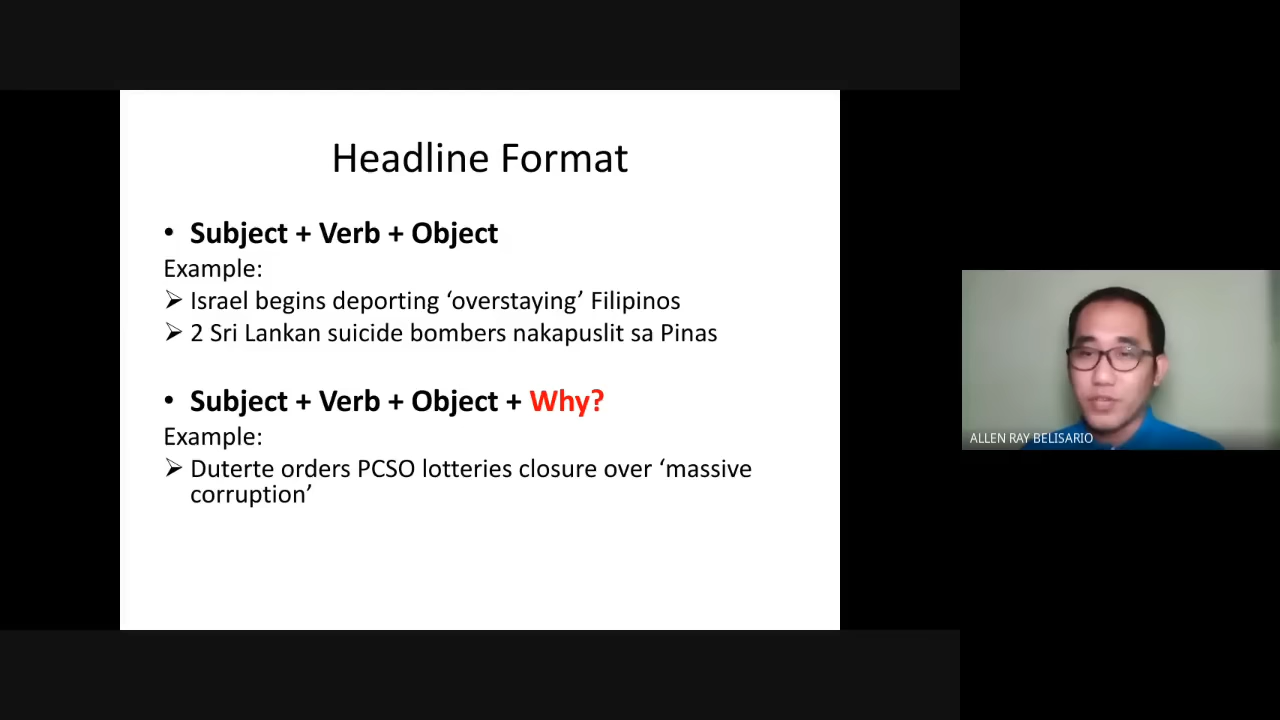 Headline Format
• Subject + Verb + Object
Example:
➢ Israel begins deporting ‘overstaying’ Filipinos
➢ 2 Sri Lankan suicide bombers nakapuslit sa Pinas
• Subject + Verb + Object + Why?
Example:
➢ Duterte orders PCSO lotteries closure over ‘massive
corruption’
ALLEN RAY BELISARIO